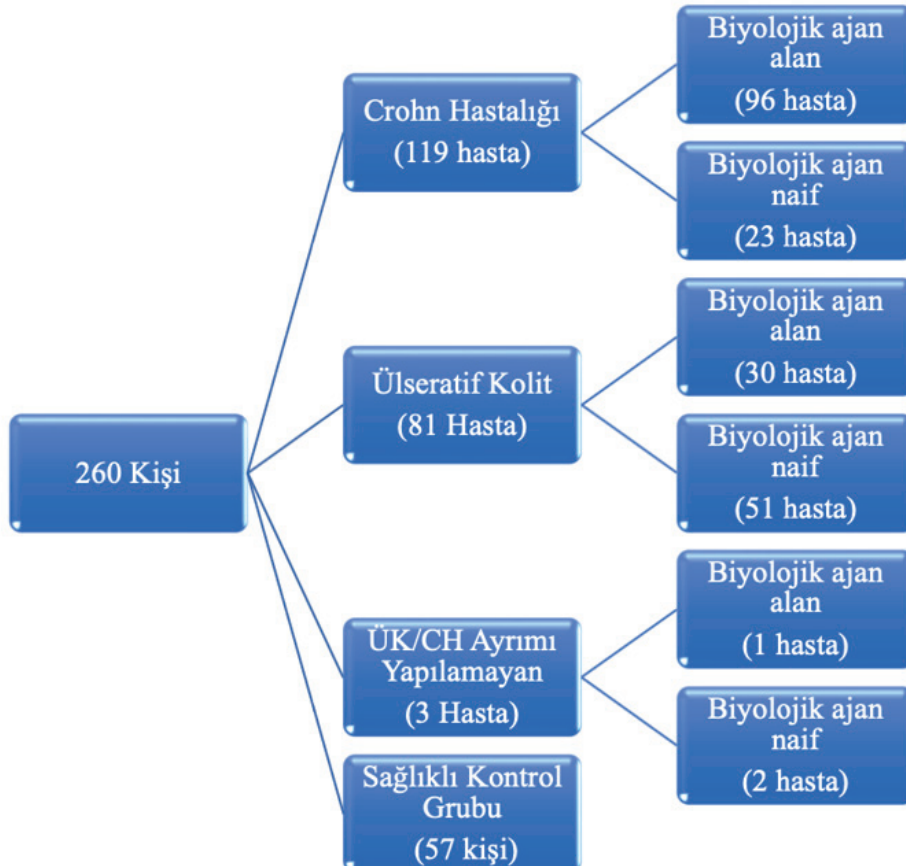 260 Kişi
Crohn Hastalığı
(119 hasta)
Biyolojik ajan
alan
(96 hasta)
Biyolojik ajan
naif
(23 hasta)
Ülseratif Kolit
(81 Hasta)
Biyolojik ajan
alan
(30 hasta)
Biyolojik ajan
naif
(51 hasta)
ÜK/CH Ayrımı
Yapılamayan
(3 Hasta)
Biyolojik ajan
alan
(1 hasta)
Biyolojik ajan
naif
(2 hasta)
Sağlıklı Kontrol
Grubu
(57 kişi)